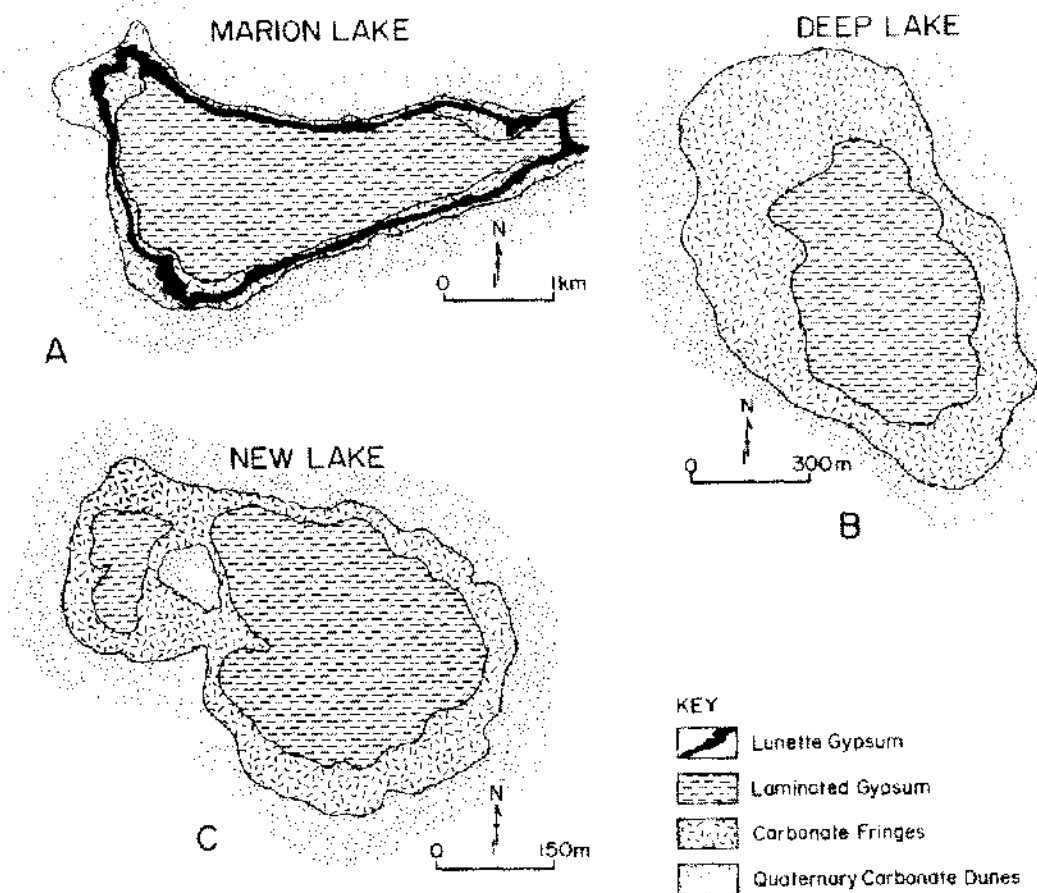 MARION LAKE
N
0 1km
A
DEEP LAKE
N
0 300m
B
NEW LAKE
N
0 150m
C
KEY
Lunette Gypsum
Laminated Gypsum
Carbonate Fringes
Quaternary Carbonate Dunes